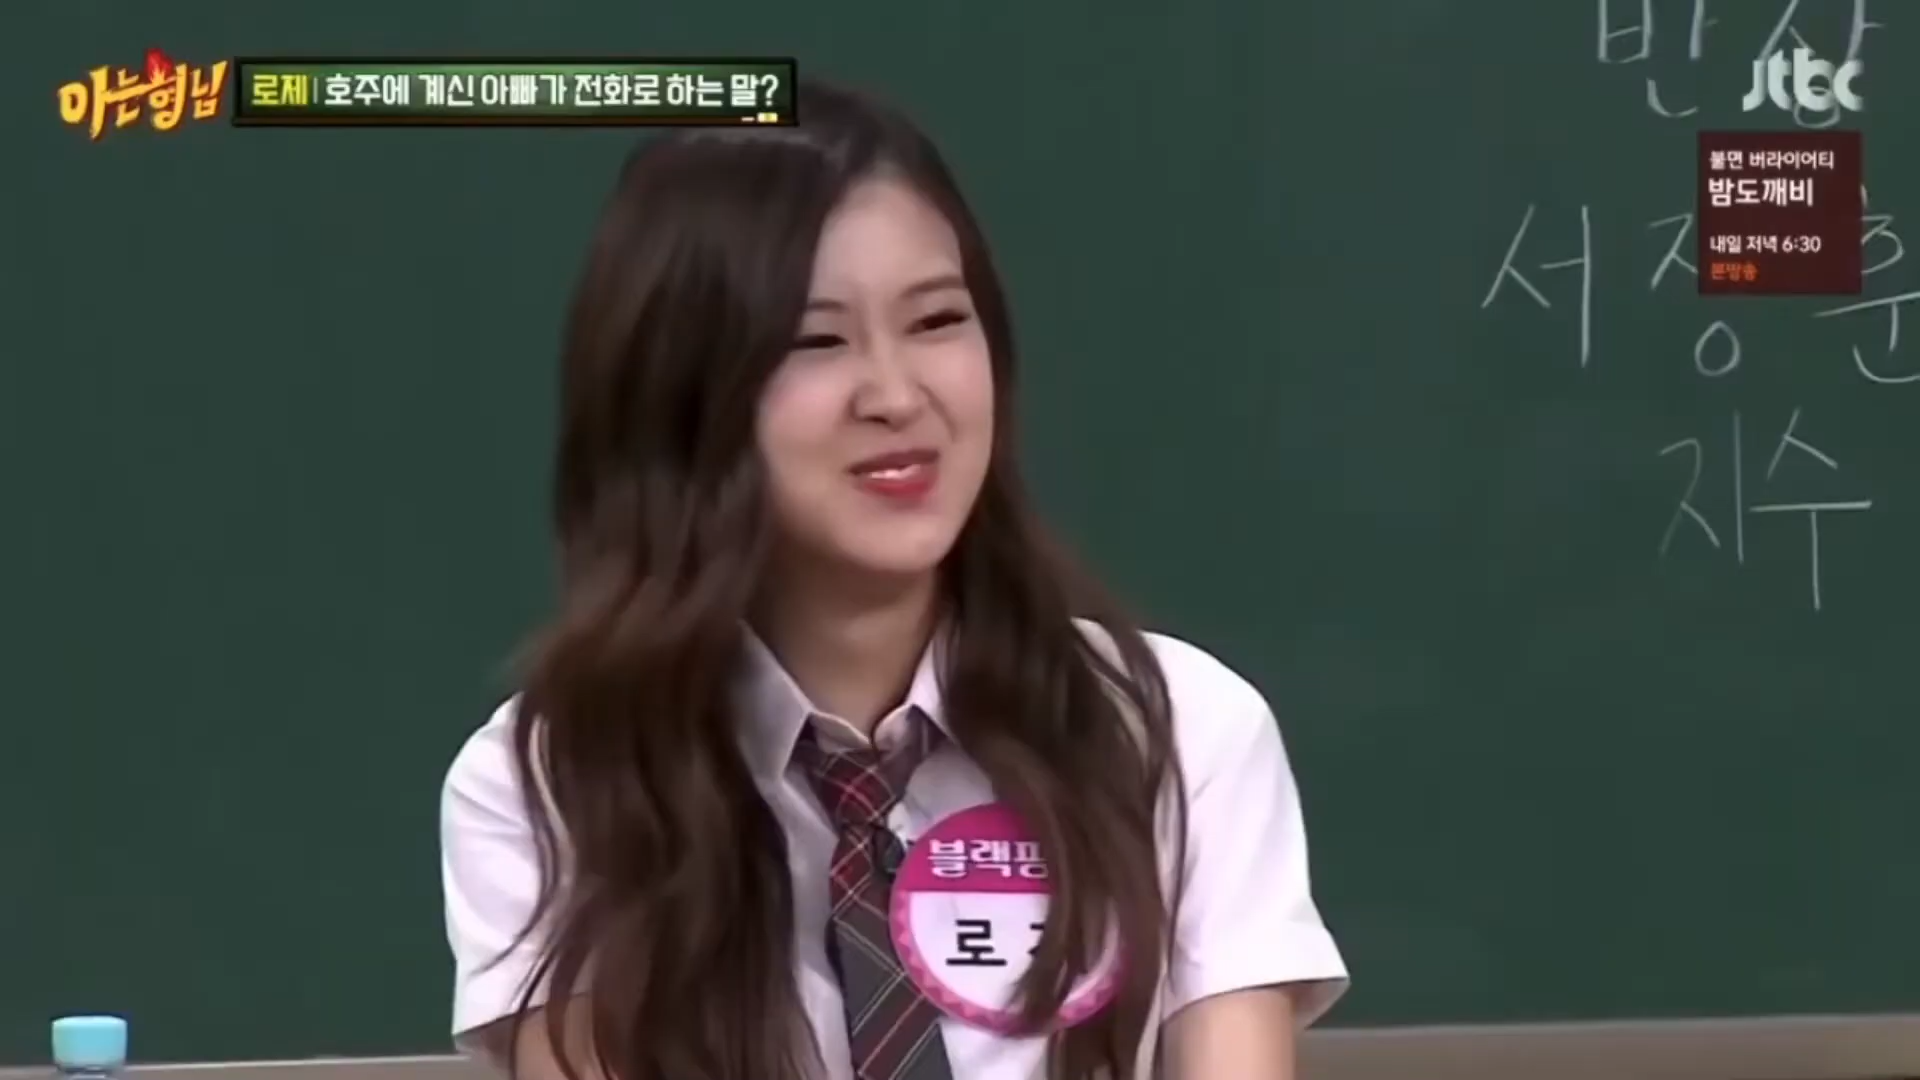 아는형님
로제 | 호주에 계신 아빠가 전화로 하는 말?
jtbc
불면 버라이어티
밤도깨비
내일 저녁 6:30
본방송
반상
서장훈
지수
블랙핑
로